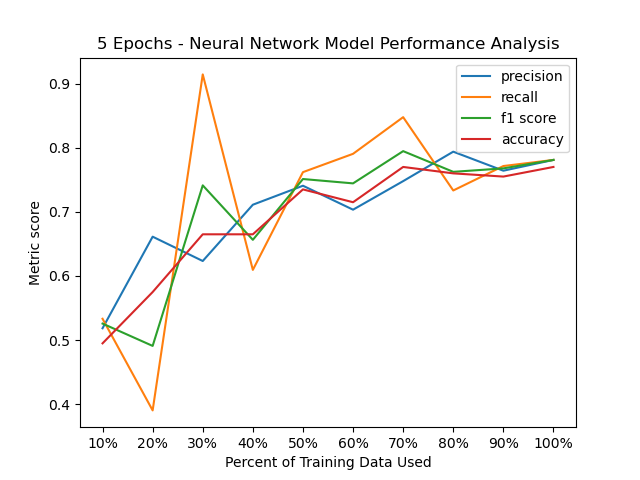 5 Epochs - Neural Network Model Performance Analysis
precision
recall
f1 score
accuracy
Metric score
0.9
0.8
0.7
0.6
0.5
0.4
10% 20% 30% 40% 50% 60% 70% 80% 90% 100%
Percent of Training Data Used